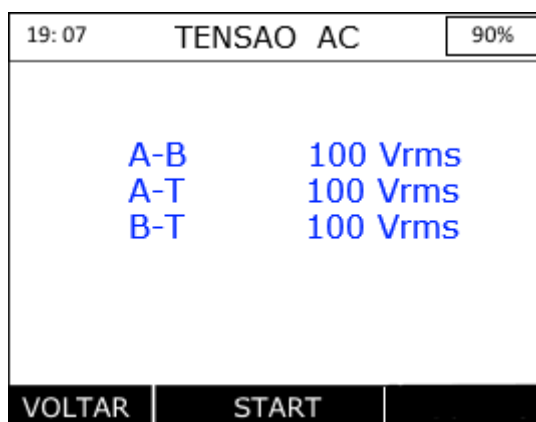 19: 07 TENSAO AC 90%
A-B 100 Vrms
A-T 100 Vrms
B-T 100 Vrms
VOLTAR START